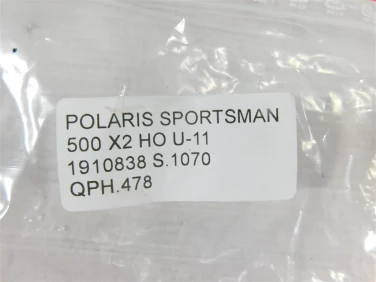 POLARIS SPORTSMAN
500 X2 HO U-11
1910838 S.1070
QPH.478